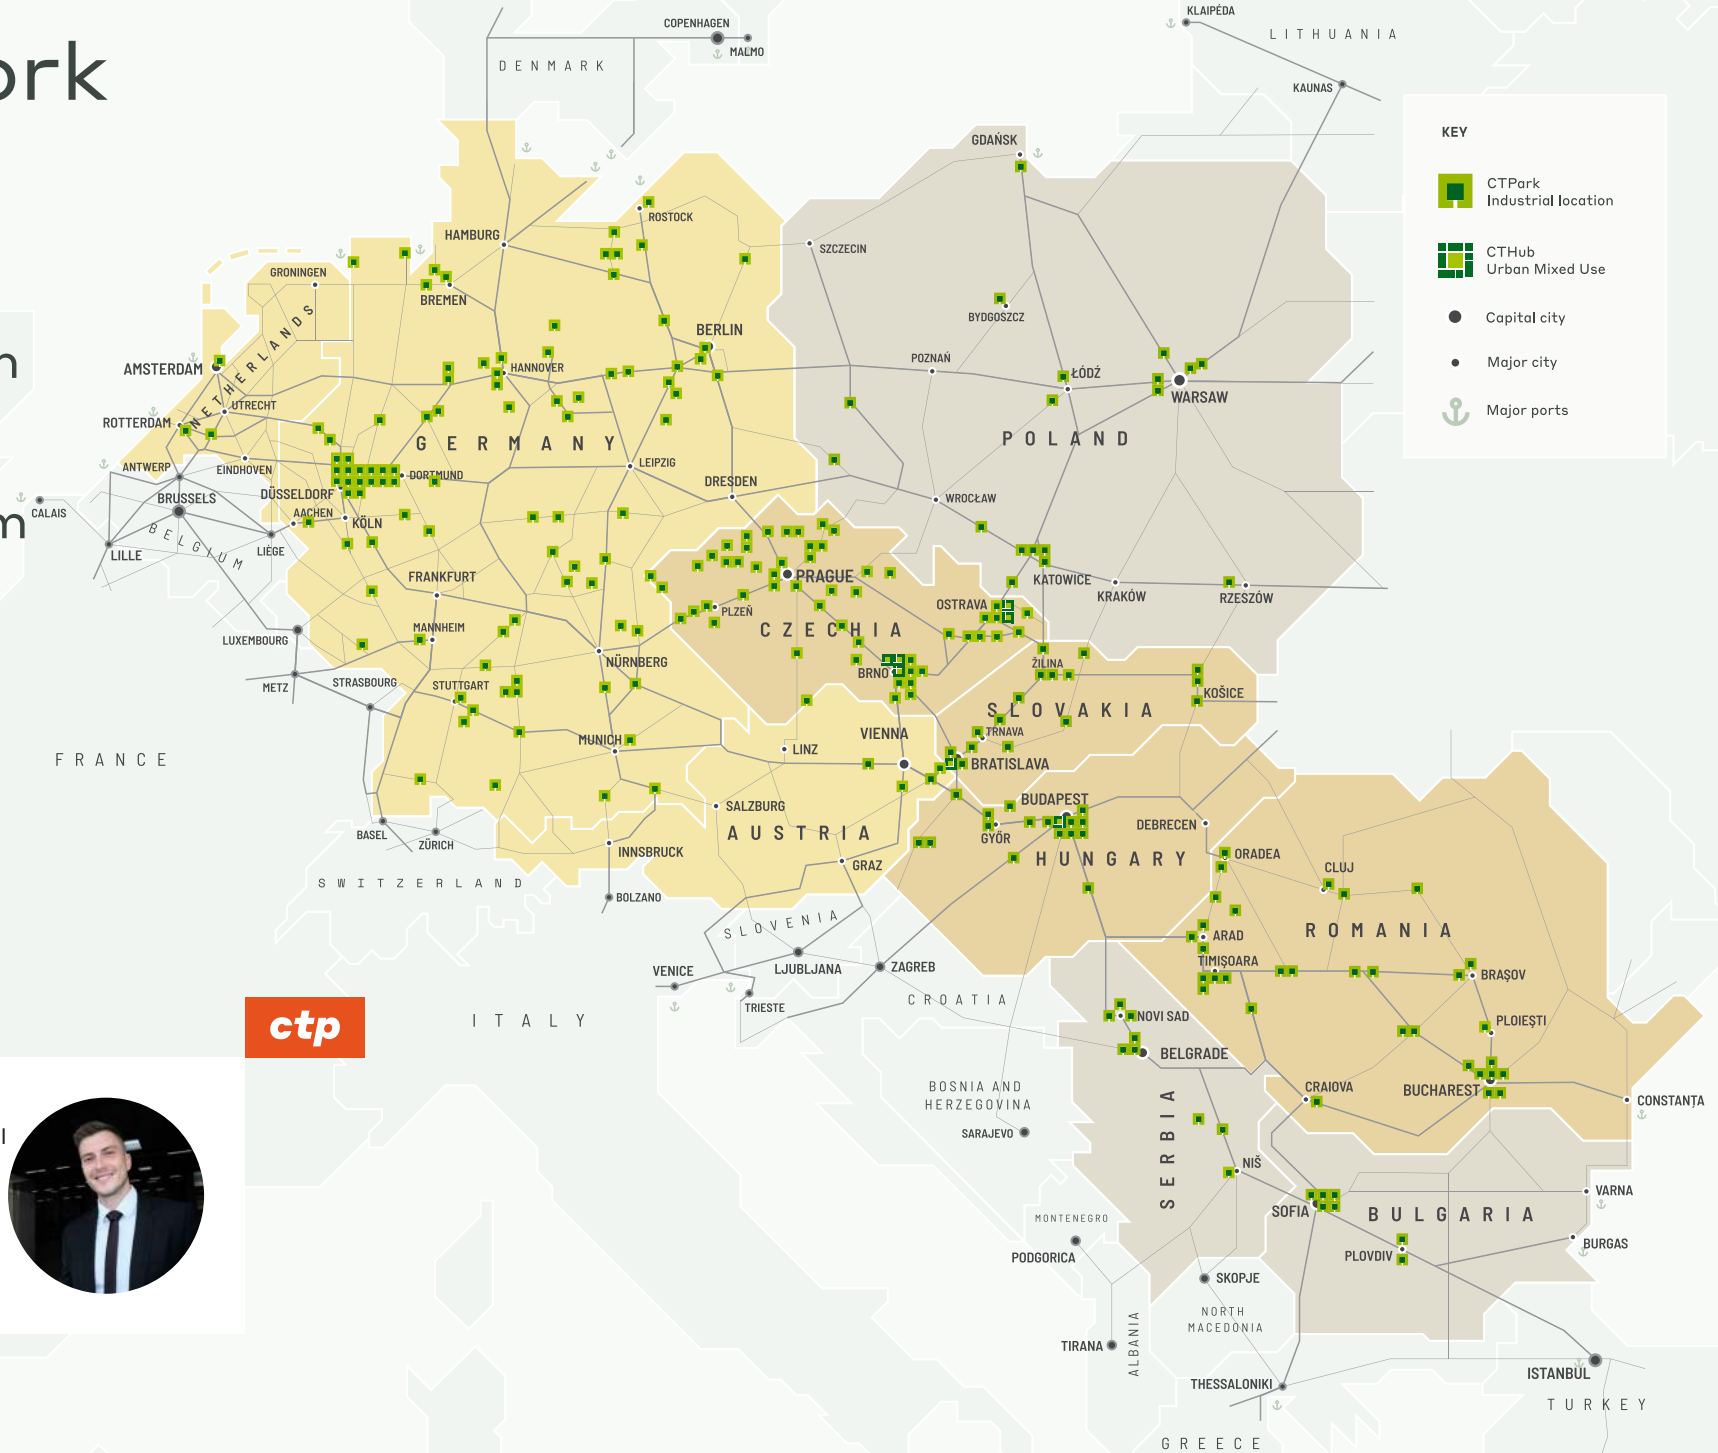 ork
n
m
l
ctp
KEY
CTPark
Industrial location
CTHub
Urban Mixed Use
Capital city
Major city
Major ports
COPENHAGEN
MALMO
DENMARK
KLAIPĖDA
LITHUANIA
KAUNAS
GDAŃSK
ROSTOCK
HAMBURG
SZCZECIN
GRONINGEN
BREMEN
BYDGOSZCZ
BERLIN
NETHERLANDS
AMSTERDAM
HANNOVER
POZNAŃ
ŁÓDŹ
WARSAW
UTRECHT
ROTTERDAM
GERMANY
POLAND
ANTWERP
EINDHOVEN
DORTMUND
LEIPZIG
DRESDEN
BRUSSELS
DÜSSELDORF
WROCŁAW
CALAIS
AACHEN
KÖLN
BELGIUM
LILLE
LIÈGE
FRANKFURT
PRAGUE
KATOWICE
KRAKÓW
RZESZÓW
OSTRAVA
PLZEŇ
CZECHIA
LUXEMBOURG
MANNHEIM
NÜRNBERG
ŽILINA
BRNO
METZ
STRASBOURG
STUTTGART
KOŠICE
SLOVAKIA
VIENNA
TRNAVA
MUNICH
LINZ
BRATISLAVA
FRANCE
SALZBURG
BUDAPEST
AUSTRIA
GYŐR
DEBRECEN
BASEL
ZÜRICH
INNSBRUCK
GRAZ
HUNGARY
ORADEA
CLUJ
SWITZERLAND
BOLZANO
SLOVENIA
ROMANIA
ARAD
VENICE
LJUBLJANA
ZAGREB
TIMIŞOARA
BRAŞOV
TRIESTE
CROATIA
NOVI SAD
PLOIEŞTI
ITALY
BELGRADE
BOSNIA AND
HERZEGOVINA
CRAIOVA
BUCHAREST
CONSTANȚA
SARAJEVO
SERBIA
NIŠ
VARNA
MONTENEGRO
SOFIA
BULGARIA
PODGORICA
PLOVDIV
BURGAS
SKOPJE
NORTH
MACEDONIA
TIRANA
ALBANIA
ISTANBUL
THESSALONIKI
TURKEY
GREECE